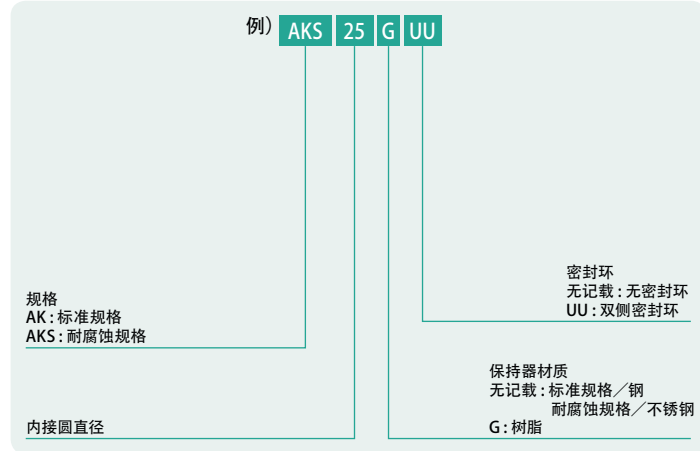 例） AKS 25 G UU
密封环
无记载 : 无密封环
UU : 双侧密封环
规格
AK : 标准规格
AKS : 耐腐蚀规格
保持器材质
无记载 : 标准规格／钢
耐腐蚀规格／不锈钢
G : 树脂
内接圆直径